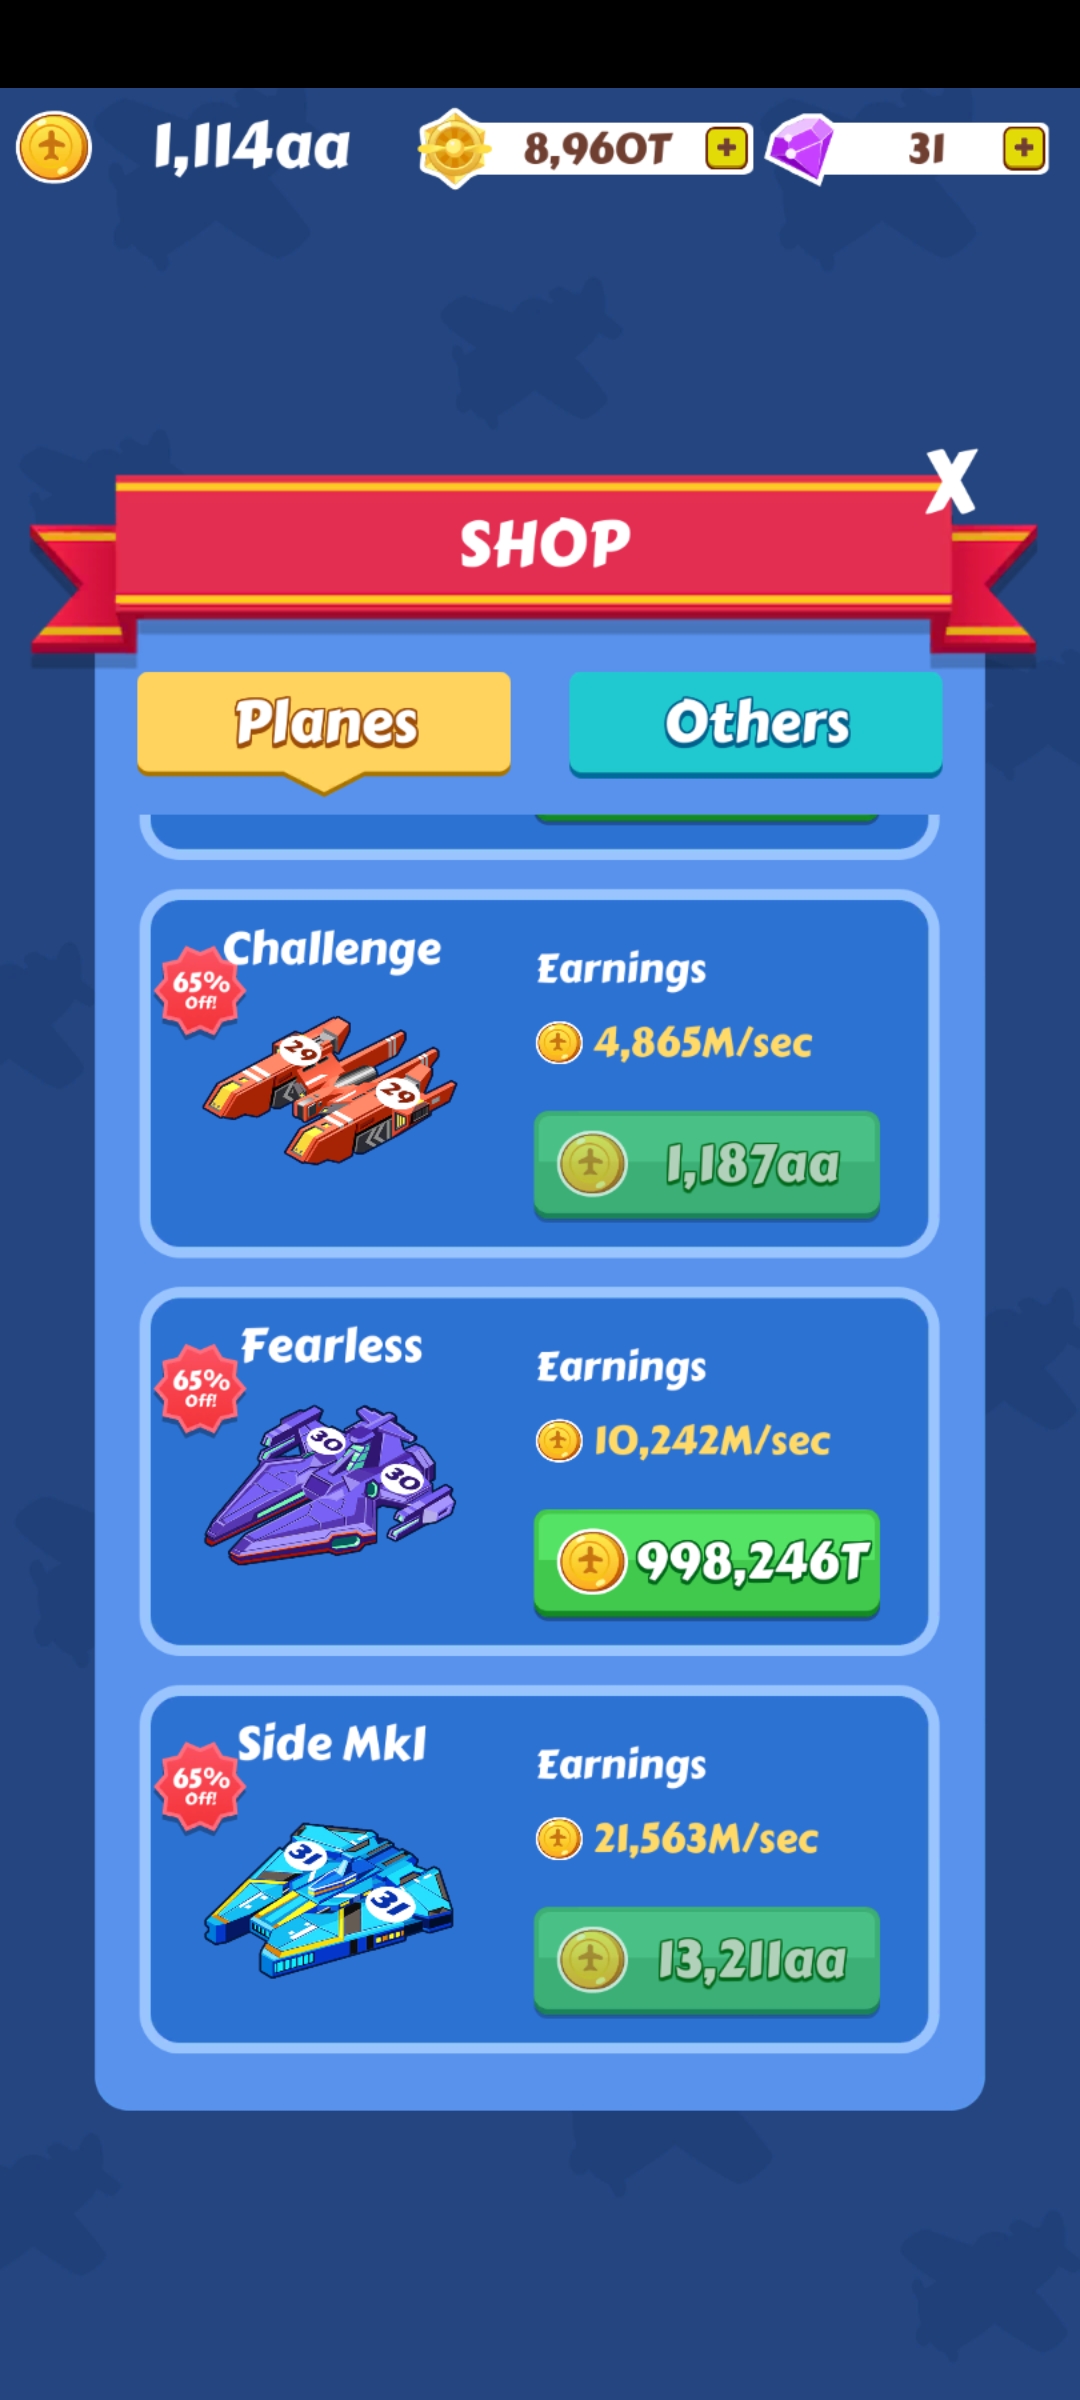 1,114aa 8,960T + 31 +
X
SHOP
Planes Others
Challenge
65%
Off!
Earnings
29
29
4,865M/sec
1,187aa
Fearless
65%
Off!
Earnings
30
30
10,242M/sec
998,246T
Side Mk1
65%
Off!
Earnings
31
31
21,563M/sec
13,211aa